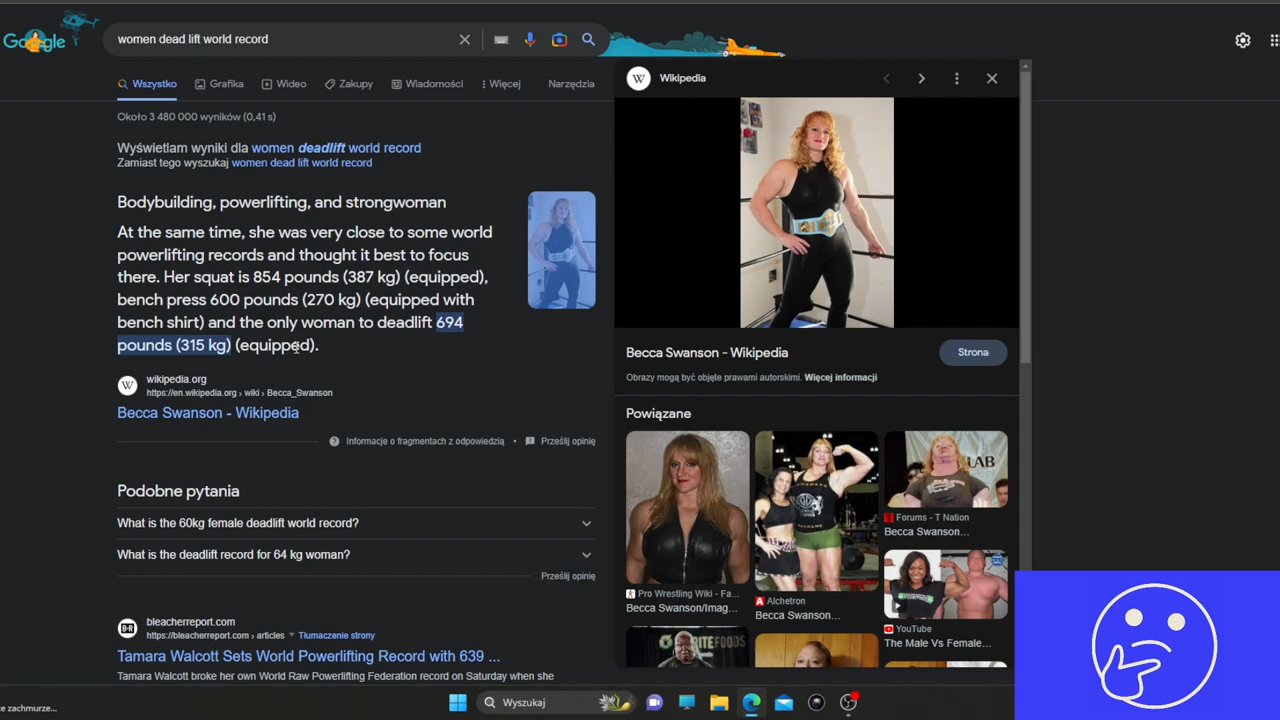 Google
women dead lift world record
Wszystko
Grafika
Wideo
Zakupy
Wiadomości
Więcej
Narzędzia
Około 3 480 000 wyników (0,41 s)
Wyświetlam wyniki dla women deadlift world record
Zamiast tego wyszukaj women dead lift world record
Bodybuilding, powerlifting, and strongwoman
At the same time, she was very close to some world
powerlifting records and thought it best to focus
there. Her squat is 854 pounds (387 kg) (equipped),
bench press 600 pounds (270 kg) (equipped with
bench shirt) and the only woman to deadlift 694
pounds (315 kg) (equipped).
wikipedia.org
https://en.wikipedia.org › wiki › Becca_Swanson
Becca Swanson - Wikipedia
Informacje o fragmentach z odpowiedzią • Prześlij opinię
Podobne pytania
What is the 60kg female deadlift world record?
What is the deadlift record for 64 kg woman?
Prześlij opinię
bleacherreport.com
https://bleacherreport.com › articles Tłumaczenie strony
Tamara Walcott Sets World Powerlifting Record with 639 ...
Tamara Walcott broke her own World Raw Powerlifting Federation record on Saturday when she
W Wikipedia
Becca Swanson - Wikipedia
Strona
Obrazy mogą być objęte prawami autorskimi. Więcej informacji
Powiązane
Pro Wrestling Wiki - Fa...
Becca Swanson/Imag...
Alchetron
Becca Swanson...
LAB
Forums - T Nation
Becca Swanson...
YouTube
The Male Vs Female...
ze zachmurze...
Wyszukaj